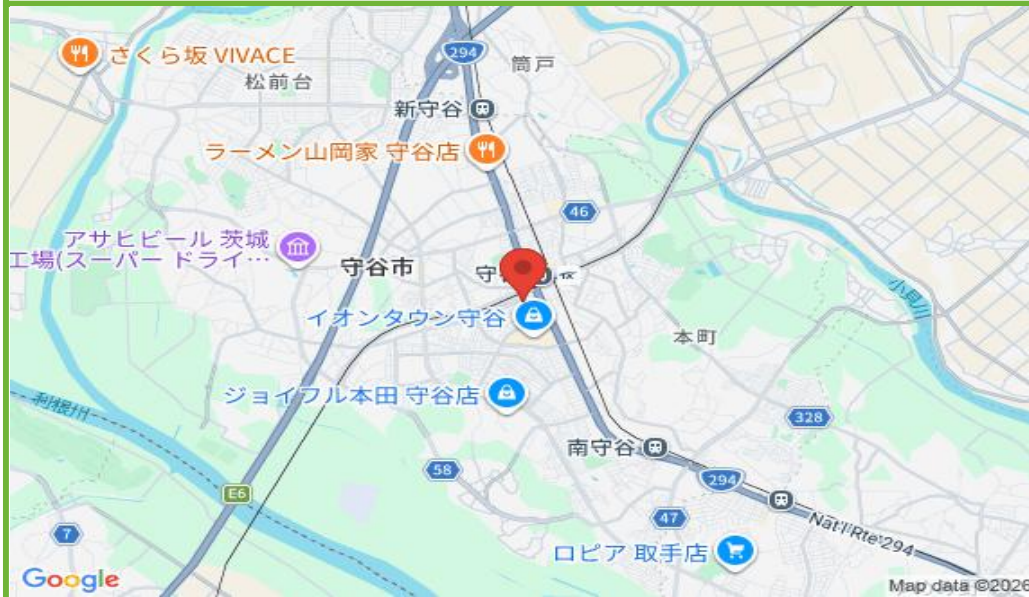 294
さくら坂 VIVACE
筒戸
松前台
新守谷
ラーメン山岡家 守谷店
46
アサヒビール 茨城
工場(スーパー ドライ…
守谷市
守
イオンタウン守谷
小貝川
本町
ジョイフル本田 守谷店
利根川
328
南守谷
58
294
E6
47
Nat'l Rte 294
7
ロピア 取手店
Google
Map data ©2026